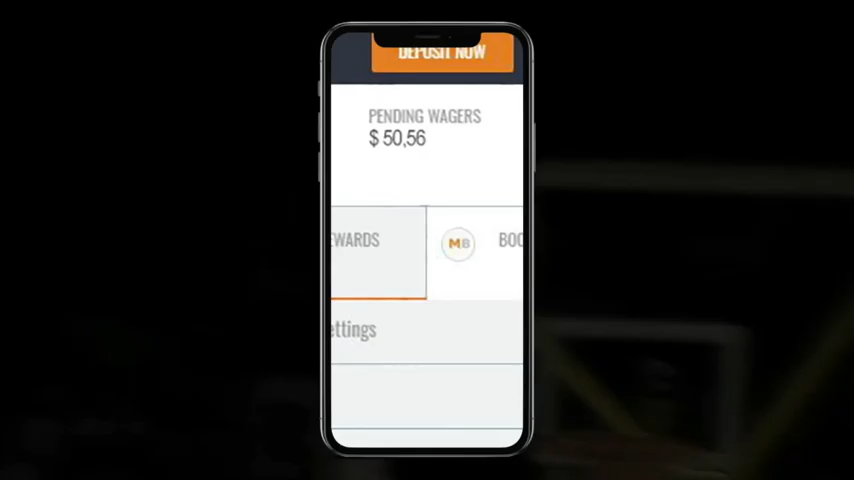 DEPOSIT NOW
PENDING WAGERS
$ 50,56
EWARDS
MB
BOO
ettings